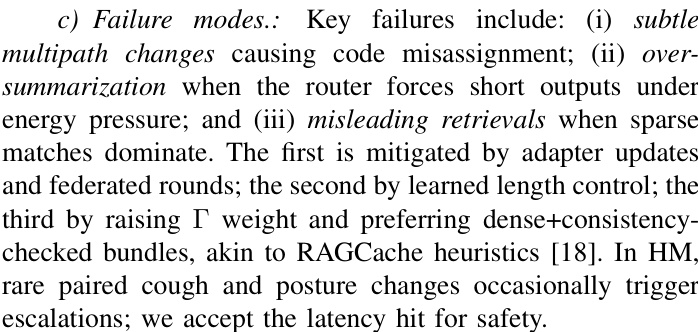 c) Failure modes.: Key failures include: (i) subtle
multipath changes causing code misassignment; (ii) over-
summarization when the router forces short outputs under
energy pressure; and (iii) misleading retrievals when sparse
matches dominate. The first is mitigated by adapter updates
and federated rounds; the second by learned length control; the
third by raising Γ weight and preferring dense+consistency-
checked bundles, akin to RAGCache heuristics [18]. In HM,
rare paired cough and posture changes occasionally trigger
escalations; we accept the latency hit for safety.